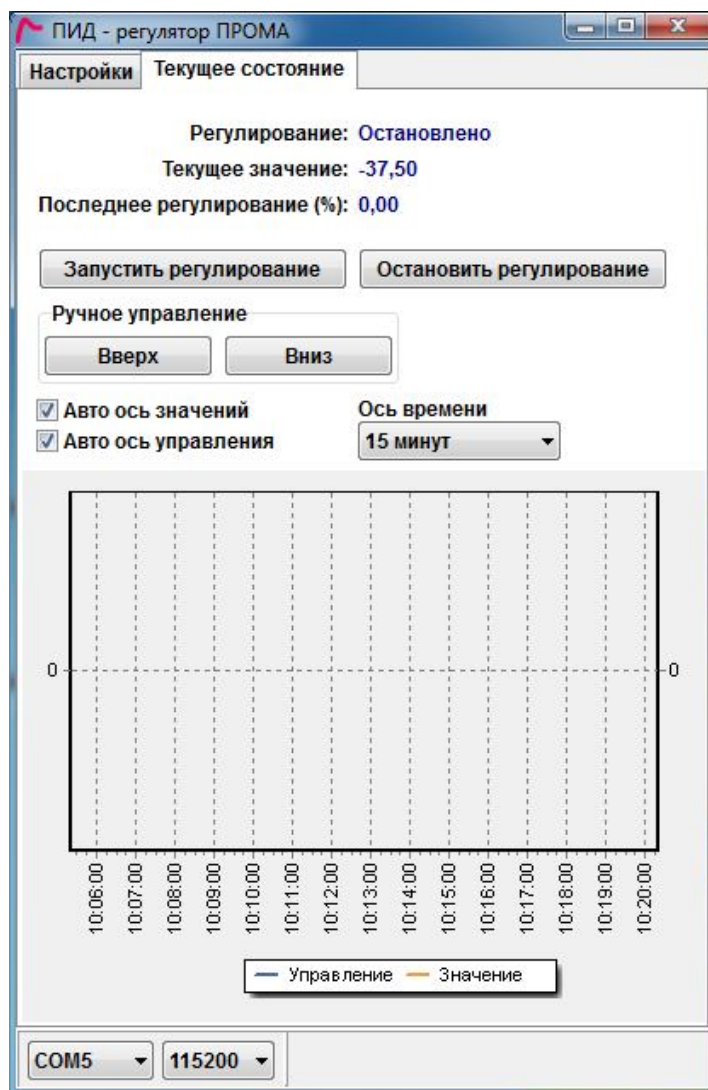 ПИД - регулятор ПРОМА
Настройки Текущее состояние
Регулирование: Остановлено
Текущее значение: -37,50
Последнее регулирование (%): 0,00
Запустить регулирование Остановить регулирование
Ручное управление
Вверх Вниз
Авто ось значений Ось времени
Авто ось управления 15 минут
0 0
10:06:00 10:07:00 10:08:00 10:09:00 10:10:00 10:11:00 10:12:00 10:13:00 10:14:00 10:15:00 10:16:00 10:17:00 10:18:00 10:19:00 10:20:00
Управление Значение
COM5 115200